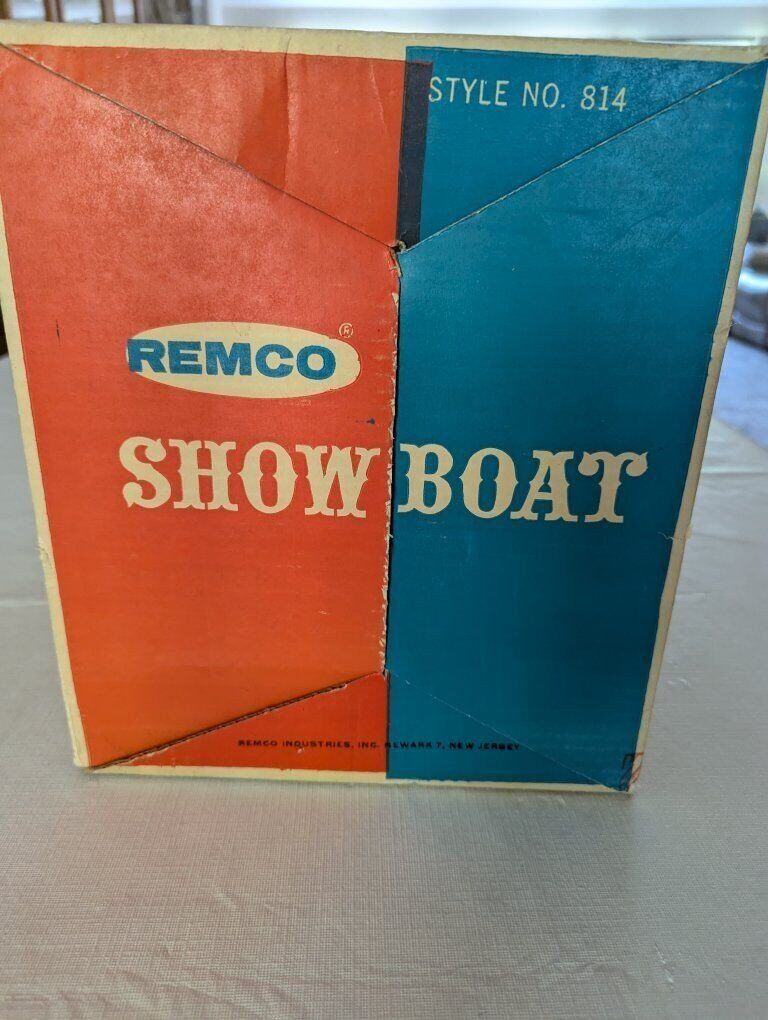 STYLE NO. 814
REMCO ®
SHOW BOAT
REMCO INDUSTRIES, INC. NEWARK 7, NEW JERSEY